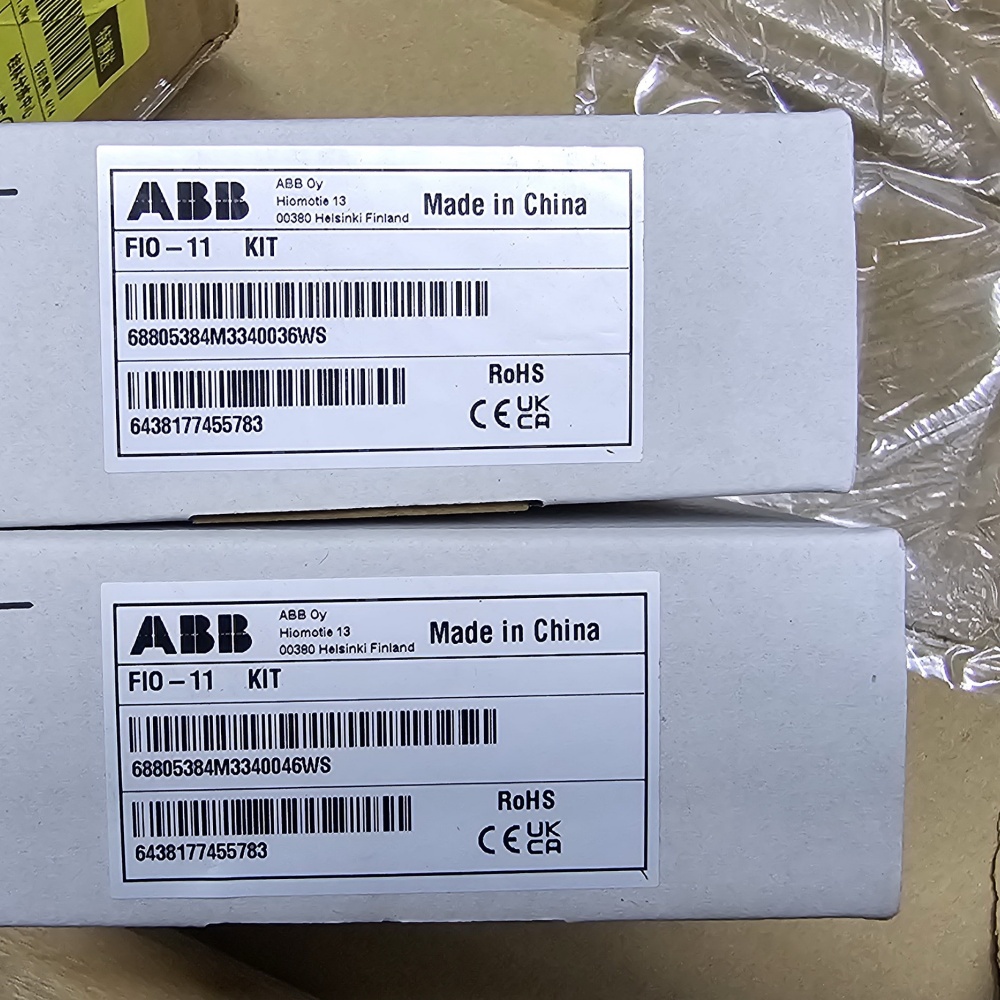 ABB
ABB Oy
Hiomotie 13
00380 Helsinki Finland
Made in China
FIO-11 KIT
68805384M3340036WS
6438177455783
RoHS
CE UK
CA
ABB
ABB Oy
Hiomotie 13
00380 Helsinki Finland
Made in China
FIO-11 KIT
68805384M3340046WS
6438177455783
RoHS
CE UK
CA